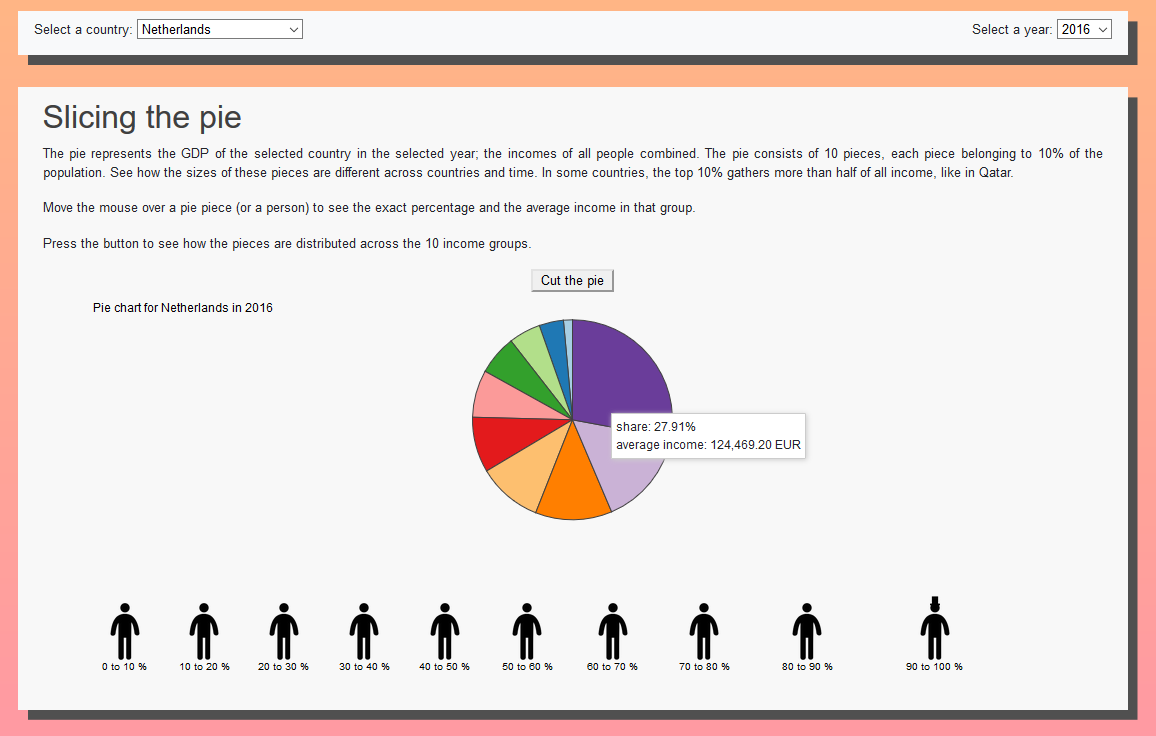 Select a country: Netherlands Select a year: 2016
Slicing the pie
The pie represents the GDP of the selected country in the selected year; the incomes of all people combined. The pie consists of 10 pieces, each piece belonging to 10% of the
population. See how the sizes of these pieces are different across countries and time. In some countries, the top 10% gathers more than half of all income, like in Qatar.
Move the mouse over a pie piece (or a person) to see the exact percentage and the average income in that group.
Press the button to see how the pieces are distributed across the 10 income groups.
Cut the pie
Pie chart for Netherlands in 2016
share: 27.91%
average income: 124,469.20 EUR
0 to 10 % 10 to 20 % 20 to 30 % 30 to 40 % 40 to 50 % 50 to 60 % 60 to 70 % 70 to 80 % 80 to 90 % 90 to 100 %